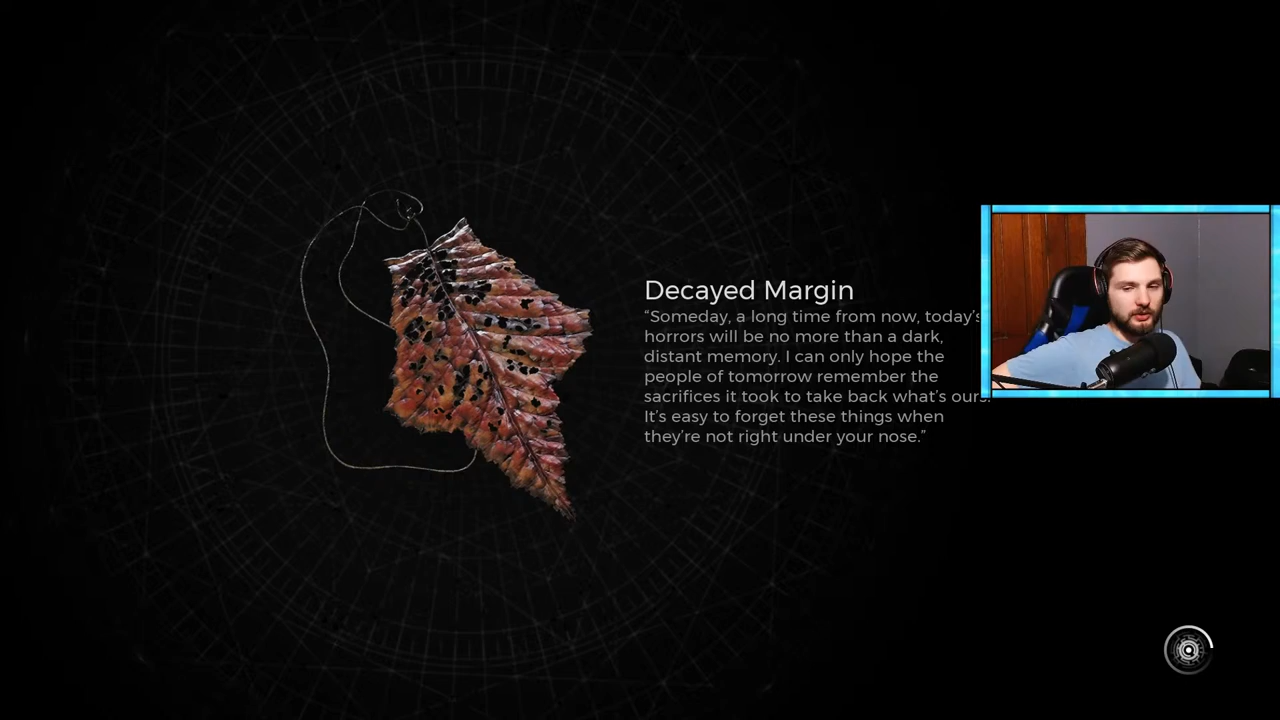 Decayed Margin
“Someday, a long time from now, today’s
horrors will be no more than a dark,
distant memory. I can only hope the
people of tomorrow remember the
sacrifices it took to take back what’s ours.
It’s easy to forget these things when
they’re not right under your nose.”